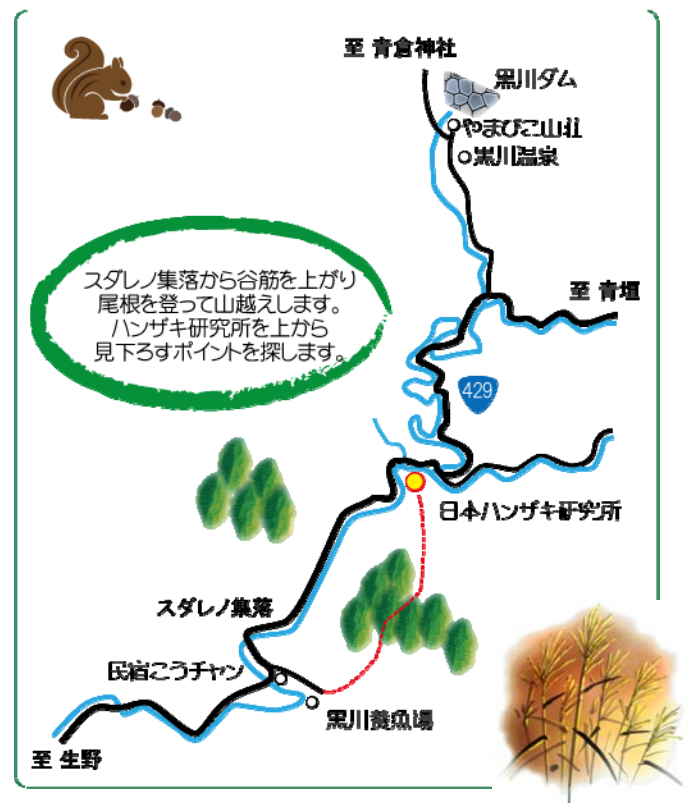 至 青倉神社
黒川ダム
やまびこ山荘
黒川温泉
スダレノ集落から谷筋を上がり
尾根を登って山越えします。
ハンザキ研究所を上から
見下ろすポイントを探します。
至 青垣
429
日本ハンザキ研究所
スダレノ集落
民宿こうチャン
黒川養魚場
至 生野